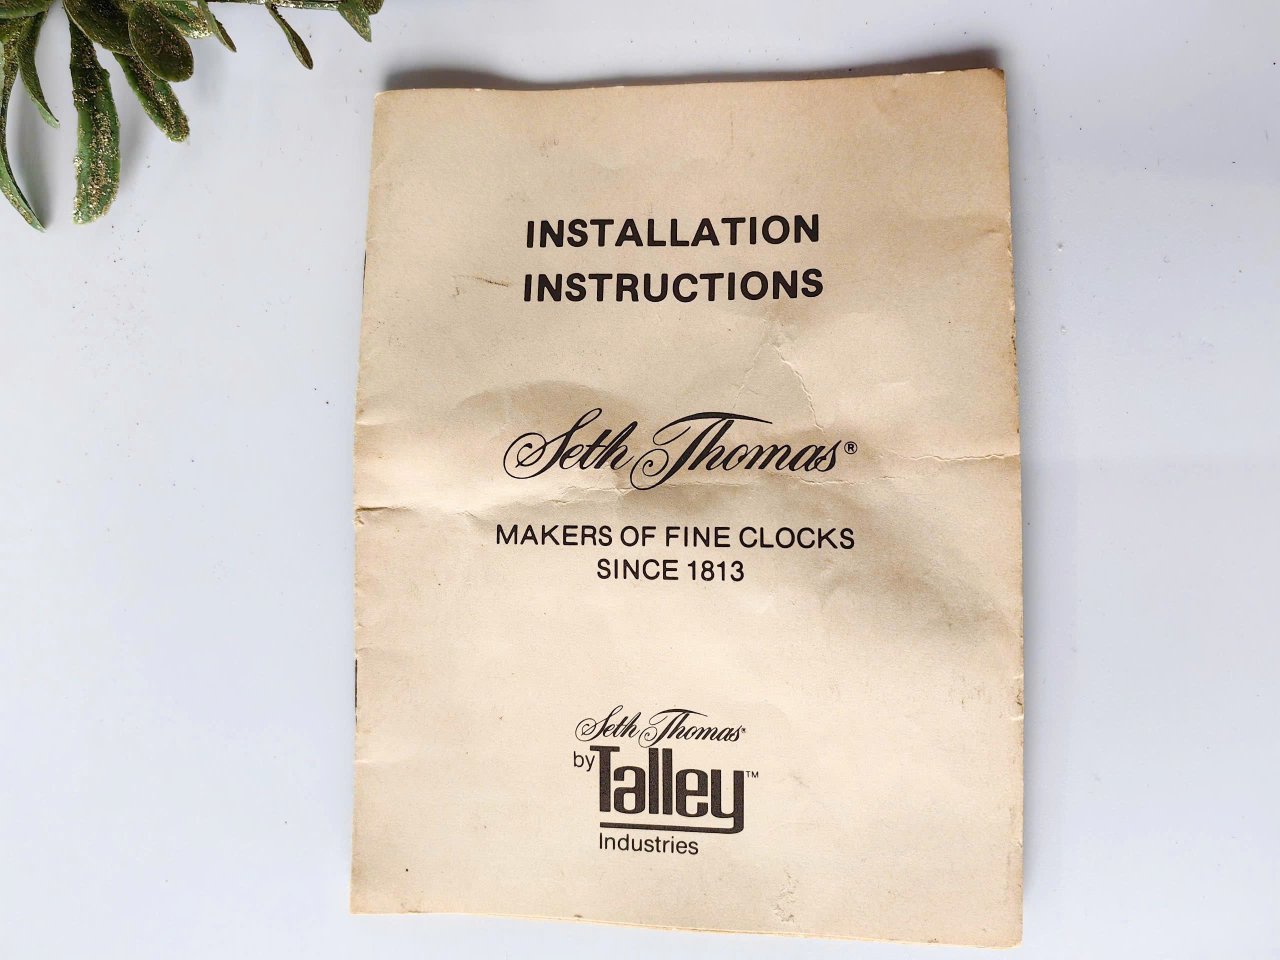 INSTALLATION
INSTRUCTIONS
Seth Thomas®
MAKERS OF FINE CLOCKS
SINCE 1813
Seth Thomas®
by Talley™
Industries